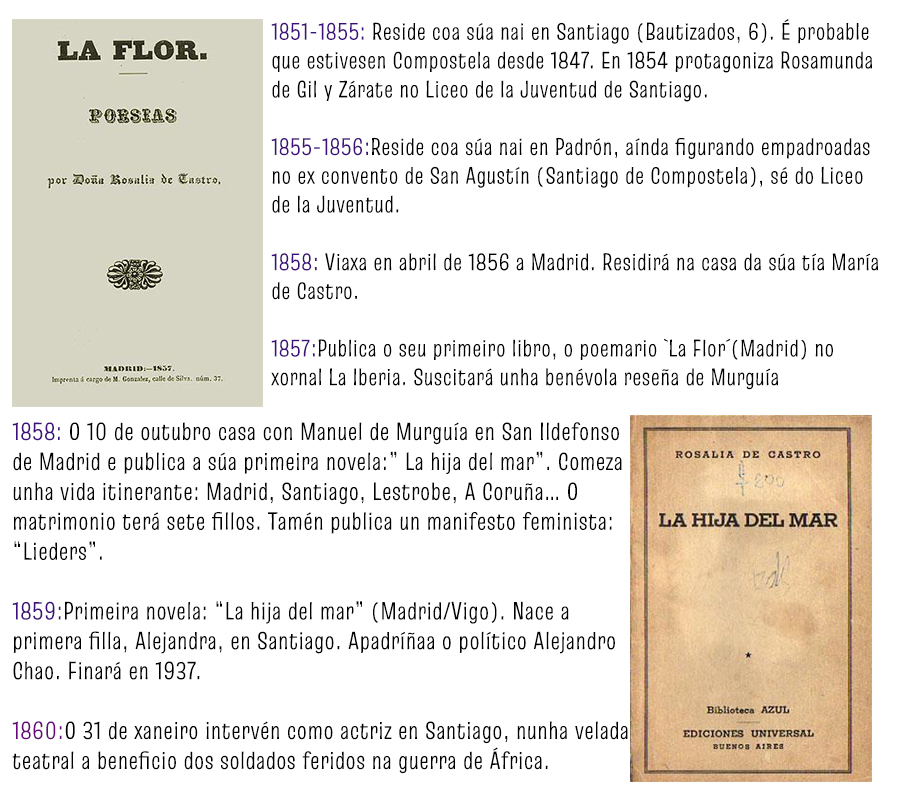 LA FLOR.
POESIAS
por Doña Rosalia de Castro,
MADRID:—1857.
Imprenta á cargo de M. Gonzalez, calle de Silva, núm. 37.
1851-1855: Reside coa súa nai en Santiago (Bautizados, 6). É probable
que estivesen Compostela desde 1847. En 1854 protagoniza Rosamunda
de Gil y Zárate no Liceo de la Juventud de Santiago.
1855-1856:Reside coa súa nai en Padrón, aínda figurando empadroadas
no ex convento de San Agustín (Santiago de Compostela), sé do Liceo
de la Juventud.
1858: Viaxa en abril de 1856 a Madrid. Residirá na casa da súa tía María
de Castro.
1857:Publica o seu primeiro libro, o poemario `La Flor´(Madrid) no
xornal La Iberia. Suscitará unha benévola reseña de Murguía
1858: O 10 de outubro casa con Manuel de Murguía en San Ildefonso
de Madrid e publica a súa primeira novela:” La hija del mar”. Comeza
unha vida itinerante: Madrid, Santiago, Lestrobe, A Coruña... O
matrimonio terá sete fillos. Tamén publica un manifesto feminista:
“Lieders”.
1859:Primeira novela: “La hija del mar” (Madrid/Vigo). Nace a
primera filla, Alejandra, en Santiago. Apadríñaa o político Alejandro
Chao. Finará en 1937.
1860:O 31 de xaneiro intervén como actriz en Santiago, nunha velada
teatral a beneficio dos soldados feridos na guerra de África.
ROSALIA DE CASTRO
800
LA HIJA DEL MAR
Biblioteca AZUL
EDICIONES UNIVERSAL
BUENOS AIRES